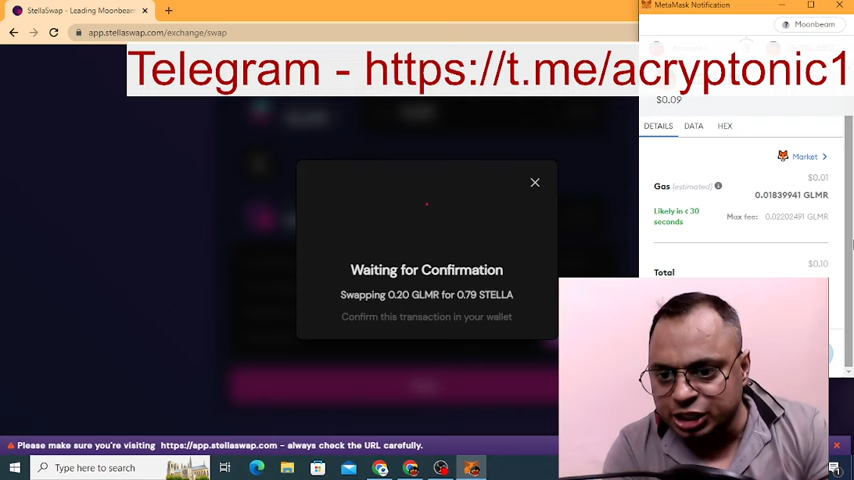 StellaSwap - Leading Moonbeam
MetaMask Notification
app.stellaswap.com/exchange/swap
Moonbeam
Telegram - https://t.me/acryptonic1
$0.09
DETAILS DATA HEX
Market
$0.01
Gas (estimated)
0.01839941 GLMR
Likely in < 30
seconds
Max fee: 0.02202491 GLMR
$0.10
Total
Waiting for Confirmation
Swapping 0.20 GLMR for 0.79 STELLA
Confirm this transaction in your wallet
Please make sure you're visiting https://app.stellaswap.com - always check the URL carefully.
Type here to search